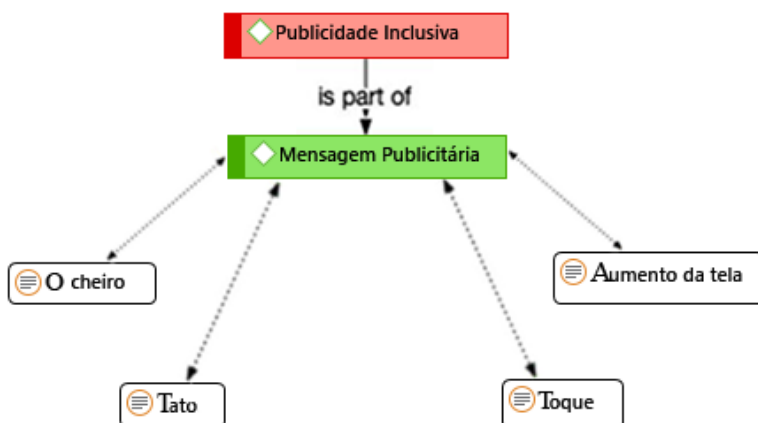 Publicidade Inclusiva
is part of
Mensagem Publicitária
O cheiro
Aumento da tela
Tato
Toque